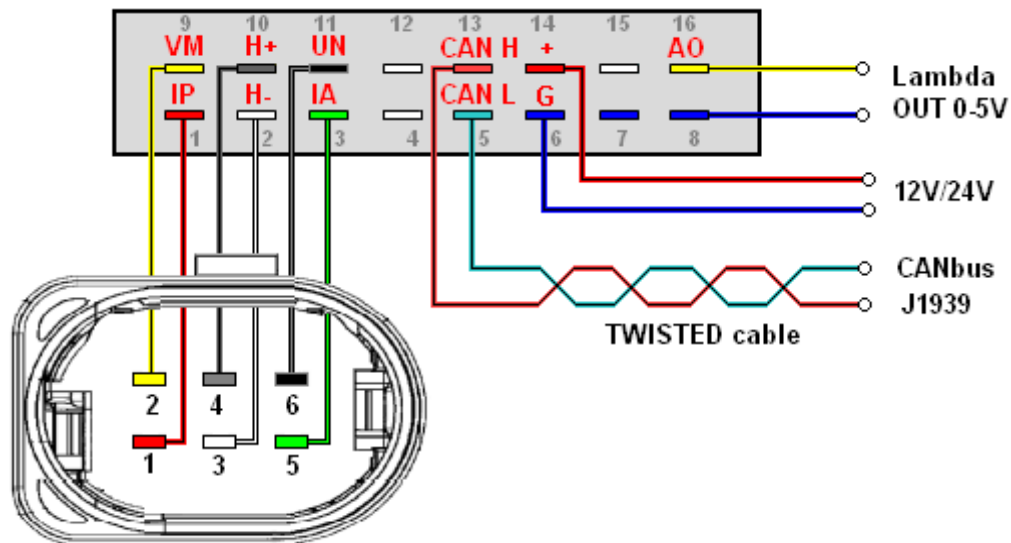 9 10 11 12 13 14 15 16
VM H+ UN CAN H + AO
IP H- IA CAN L G
1 2 3 4 5 6 7 8
Lambda
OUT 0-5V
12V/24V
CANbus
J1939
TWISTED cable
2 4 6
1 3 5